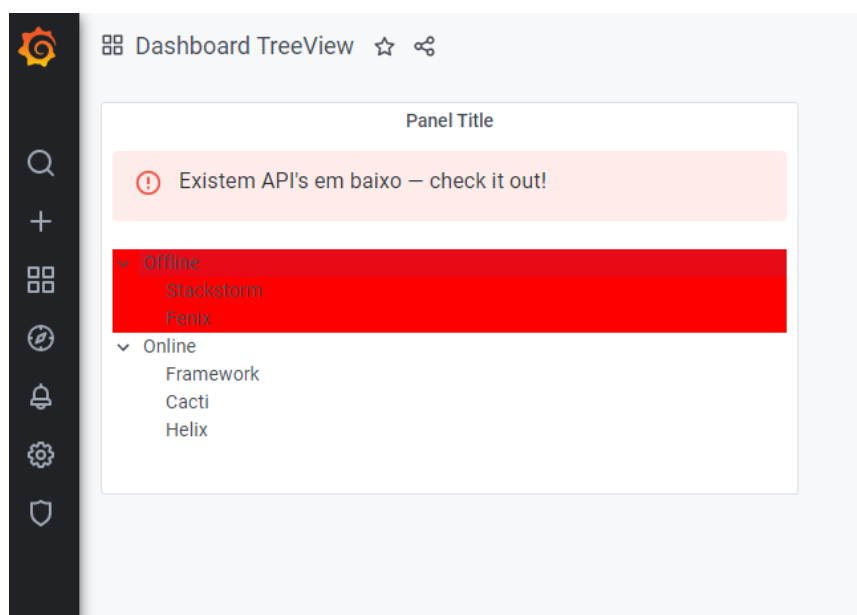 Dashboard TreeView
Panel Title
Existem API's em baixo — check it out!
Offline
Stackstorm
Fenix
Online
Framework
Cacti
Helix